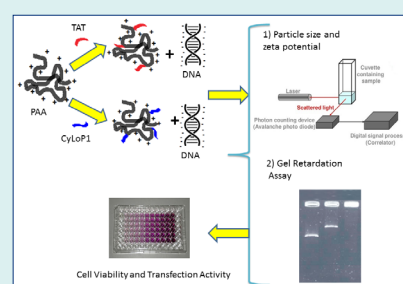 TAT
PAA
CyLoP1
DNA
DNA
1) Particle size and
zeta potential
Cuvette
containing
sample
Laser
Scattered light
Photon counting device
(Avalanche photo diode)
Digital signal proces
(Correlator)
2) Gel Retardation
Assay
Cell Viability and Transfection Activity